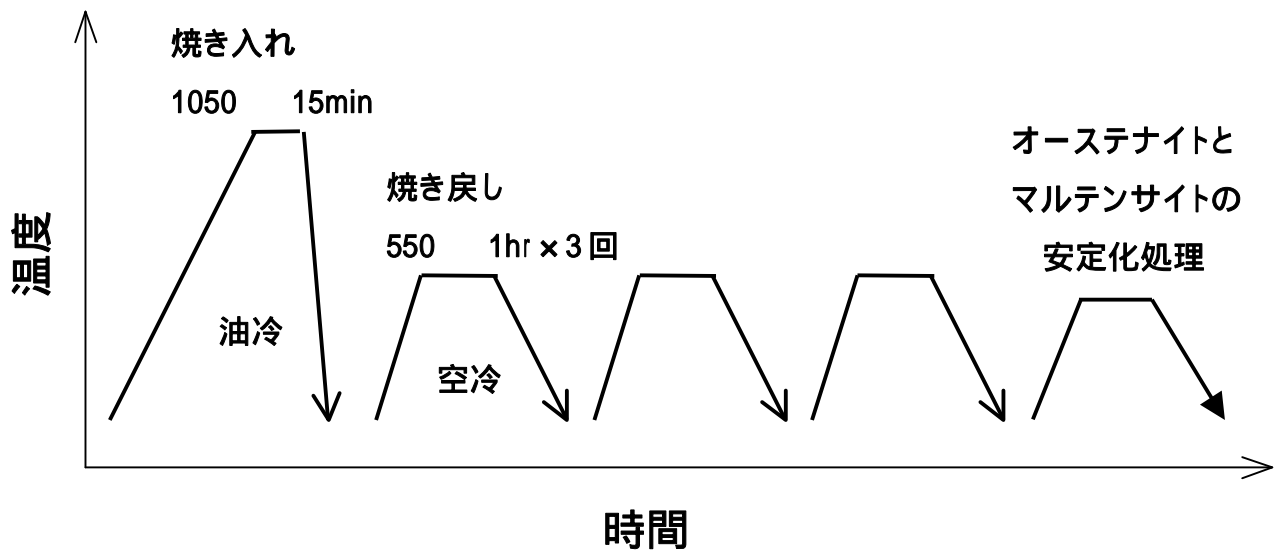 焼き入れ
1050 15min
オーステナイトと
マルテンサイトの
安定化処理
焼き戻し
550 1hr×3回
温度
油冷
空冷
時間